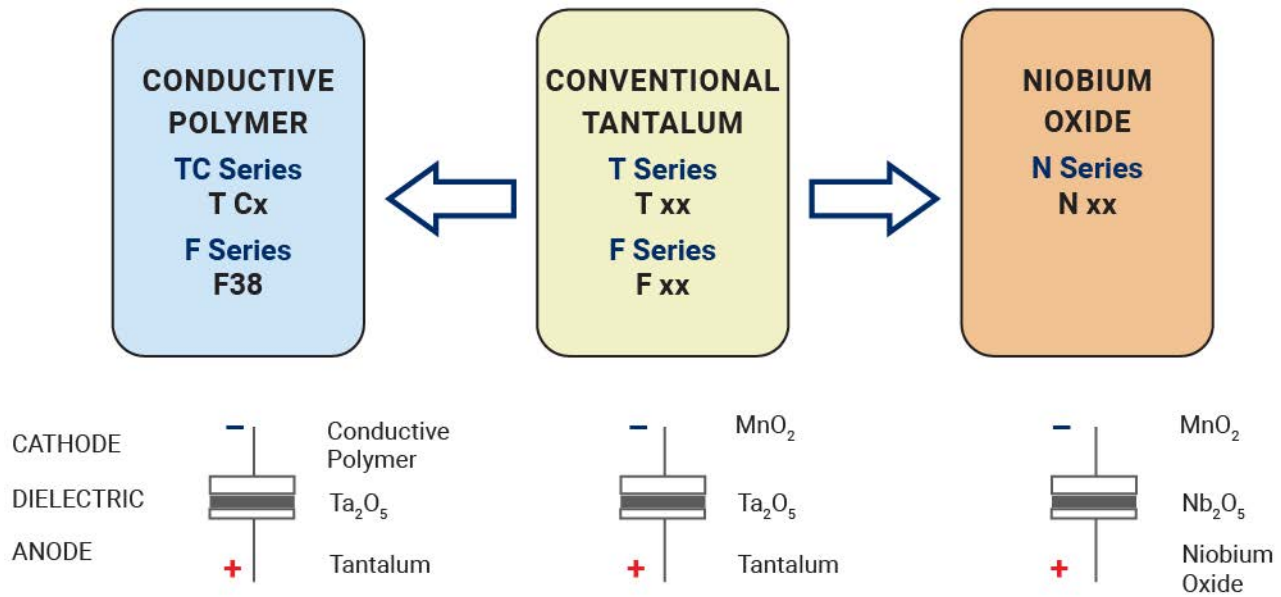 CONDUCTIVE
POLYMER
TC Series
T Cx
F Series
F38
CONVENTIONAL
TANTALUM
T Series
T xx
F Series
F xx
NIOBIUM
OXIDE
N Series
N xx
CATHODE
DIELECTRIC
ANODE
−
Conductive
Polymer
Ta₂O₅
+
Tantalum
−
MnO₂
Ta₂O₅
+
Tantalum
−
MnO₂
Nb₂O₅
+
Niobium
Oxide